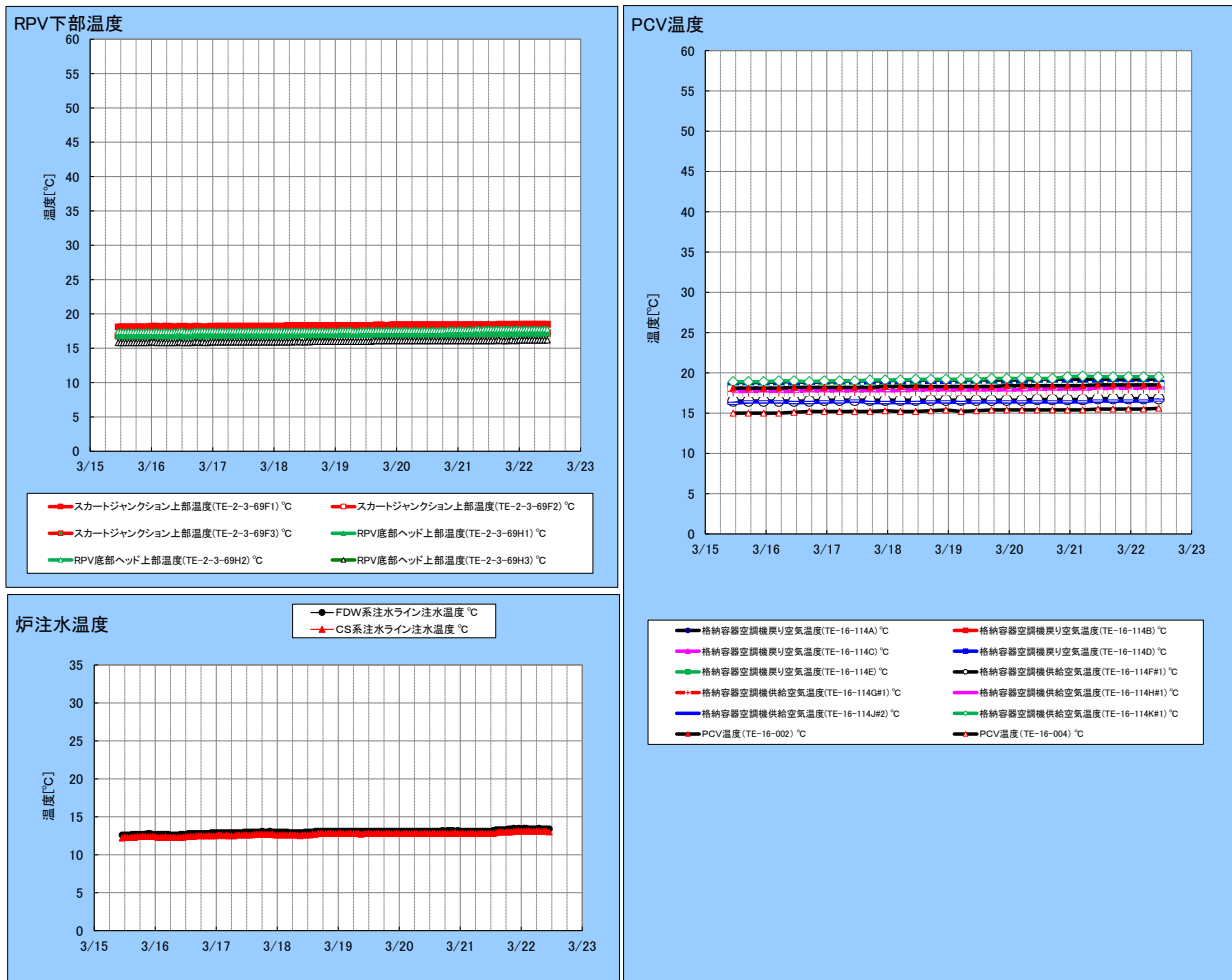 RPV下部温度
60
55
50
45
40
35
30
25
20
15
10
5
0
温度[℃]
3/15 3/16 3/17 3/18 3/19 3/20 3/21 3/22 3/23
スカートジャンクション上部温度(TE-2-3-69F1) ℃ スカートジャンクション上部温度(TE-2-3-69F2) ℃
スカートジャンクション上部温度(TE-2-3-69F3) ℃ RPV底部ヘッド上部温度(TE-2-3-69H1) ℃
RPV底部ヘッド上部温度(TE-2-3-69H2) ℃ RPV底部ヘッド上部温度(TE-2-3-69H3) ℃
炉注水温度
FDW系注水ライン注水温度 ℃
CS系注水ライン注水温度 ℃
35
30
25
20
15
10
5
0
温度[℃]
3/15 3/16 3/17 3/18 3/19 3/20 3/21 3/22 3/23
PCV温度
60
55
50
45
40
35
30
25
20
15
10
5
0
温度[℃]
3/15 3/16 3/17 3/18 3/19 3/20 3/21 3/22 3/23
格納容器空調機戻り空気温度(TE-16-114A) ℃ 格納容器空調機戻り空気温度(TE-16-114B) ℃
格納容器空調機戻り空気温度(TE-16-114C) ℃ 格納容器空調機戻り空気温度(TE-16-114D) ℃
格納容器空調機戻り空気温度(TE-16-114E) ℃ 格納容器空調機供給空気温度(TE-16-114F#1) ℃
格納容器空調機供給空気温度(TE-16-114G#1) ℃ 格納容器空調機供給空気温度(TE-16-114H#1) ℃
格納容器空調機供給空気温度(TE-16-114J#2) ℃ 格納容器空調機供給空気温度(TE-16-114K#1) ℃
PCV温度(TE-16-002) ℃ PCV温度(TE-16-004) ℃